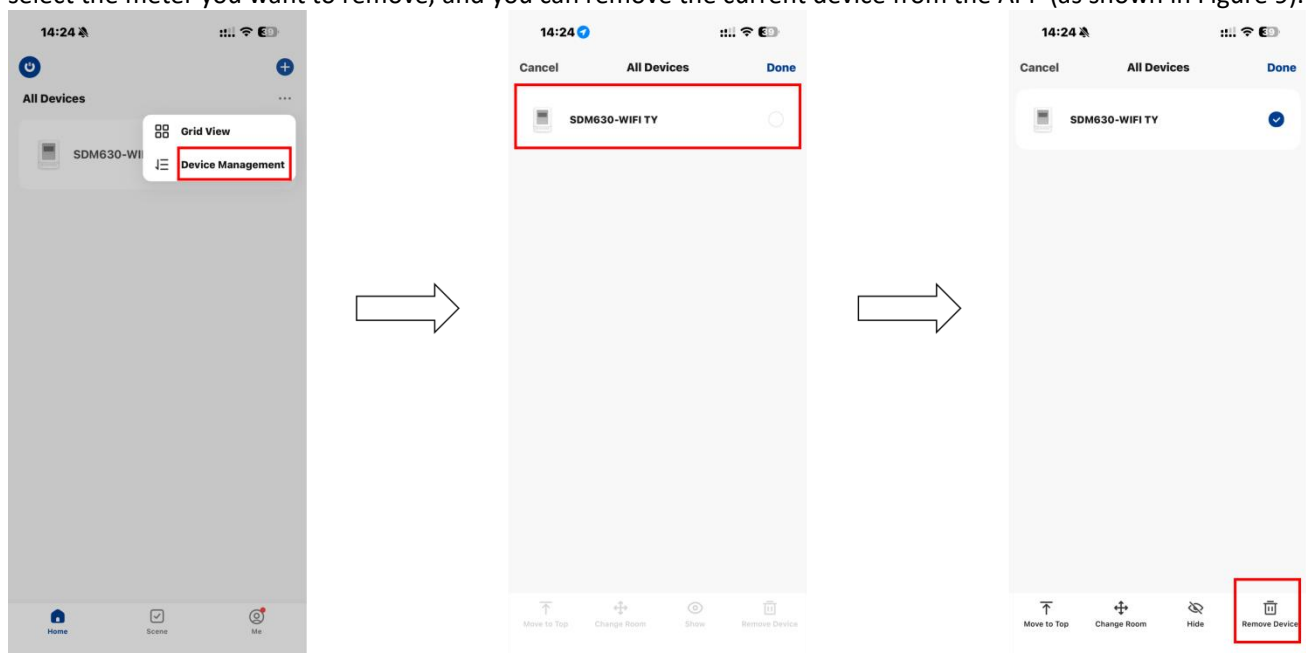 select the meter you want to remove, and you can remove the current device from the APP (as shown in Figure 9).
14:24
39
All Devices
...
Grid View
SDM630-WI
Device Management
Home
Scene
Me
14:24
39
Cancel
All Devices
Done
SDM630-WIFI TY
Move to Top
Change Room
Show
Remove Device
14:24
39
Cancel
All Devices
Done
SDM630-WIFI TY
Move to Top
Change Room
Hide
Remove Device